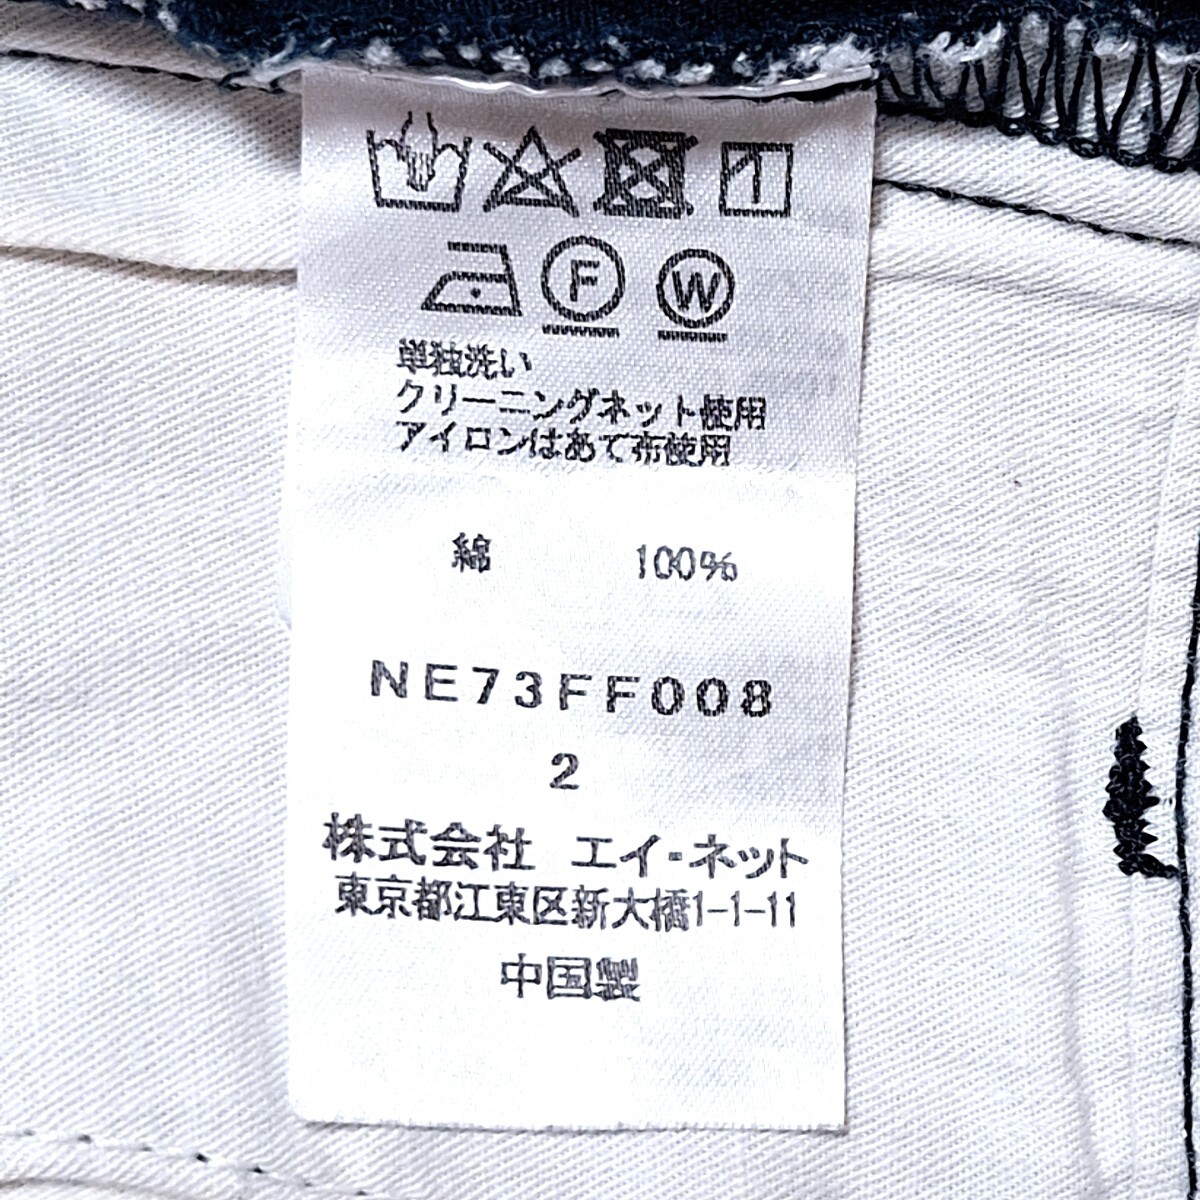 F W
単独洗い
クリーニングネット使用
アイロンはあて布使用
綿 100%
NE73FF008
2
株式会社 エイ・ネット
東京都江東区新大橋1-1-11
中国製